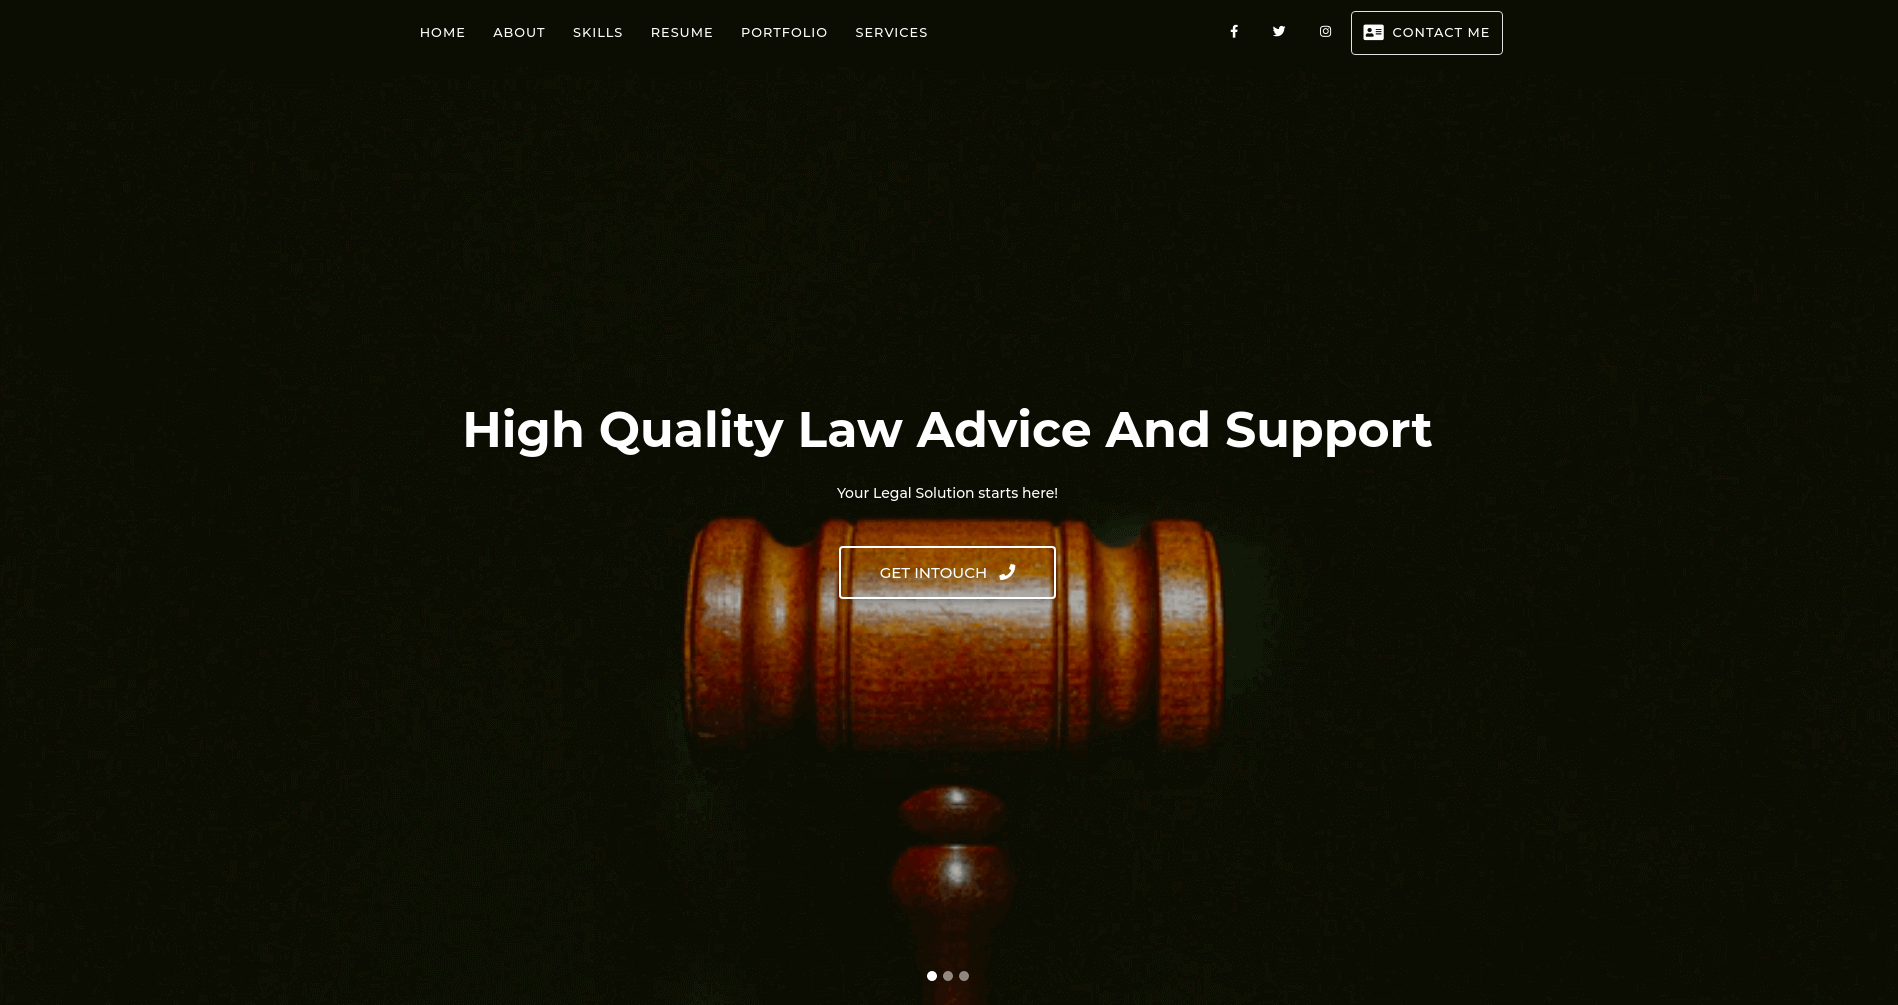 HOME ABOUT SKILLS RESUME PORTFOLIO SERVICES CONTACT ME
High Quality Law Advice And Support
Your Legal Solution starts here!
GET INTOUCH